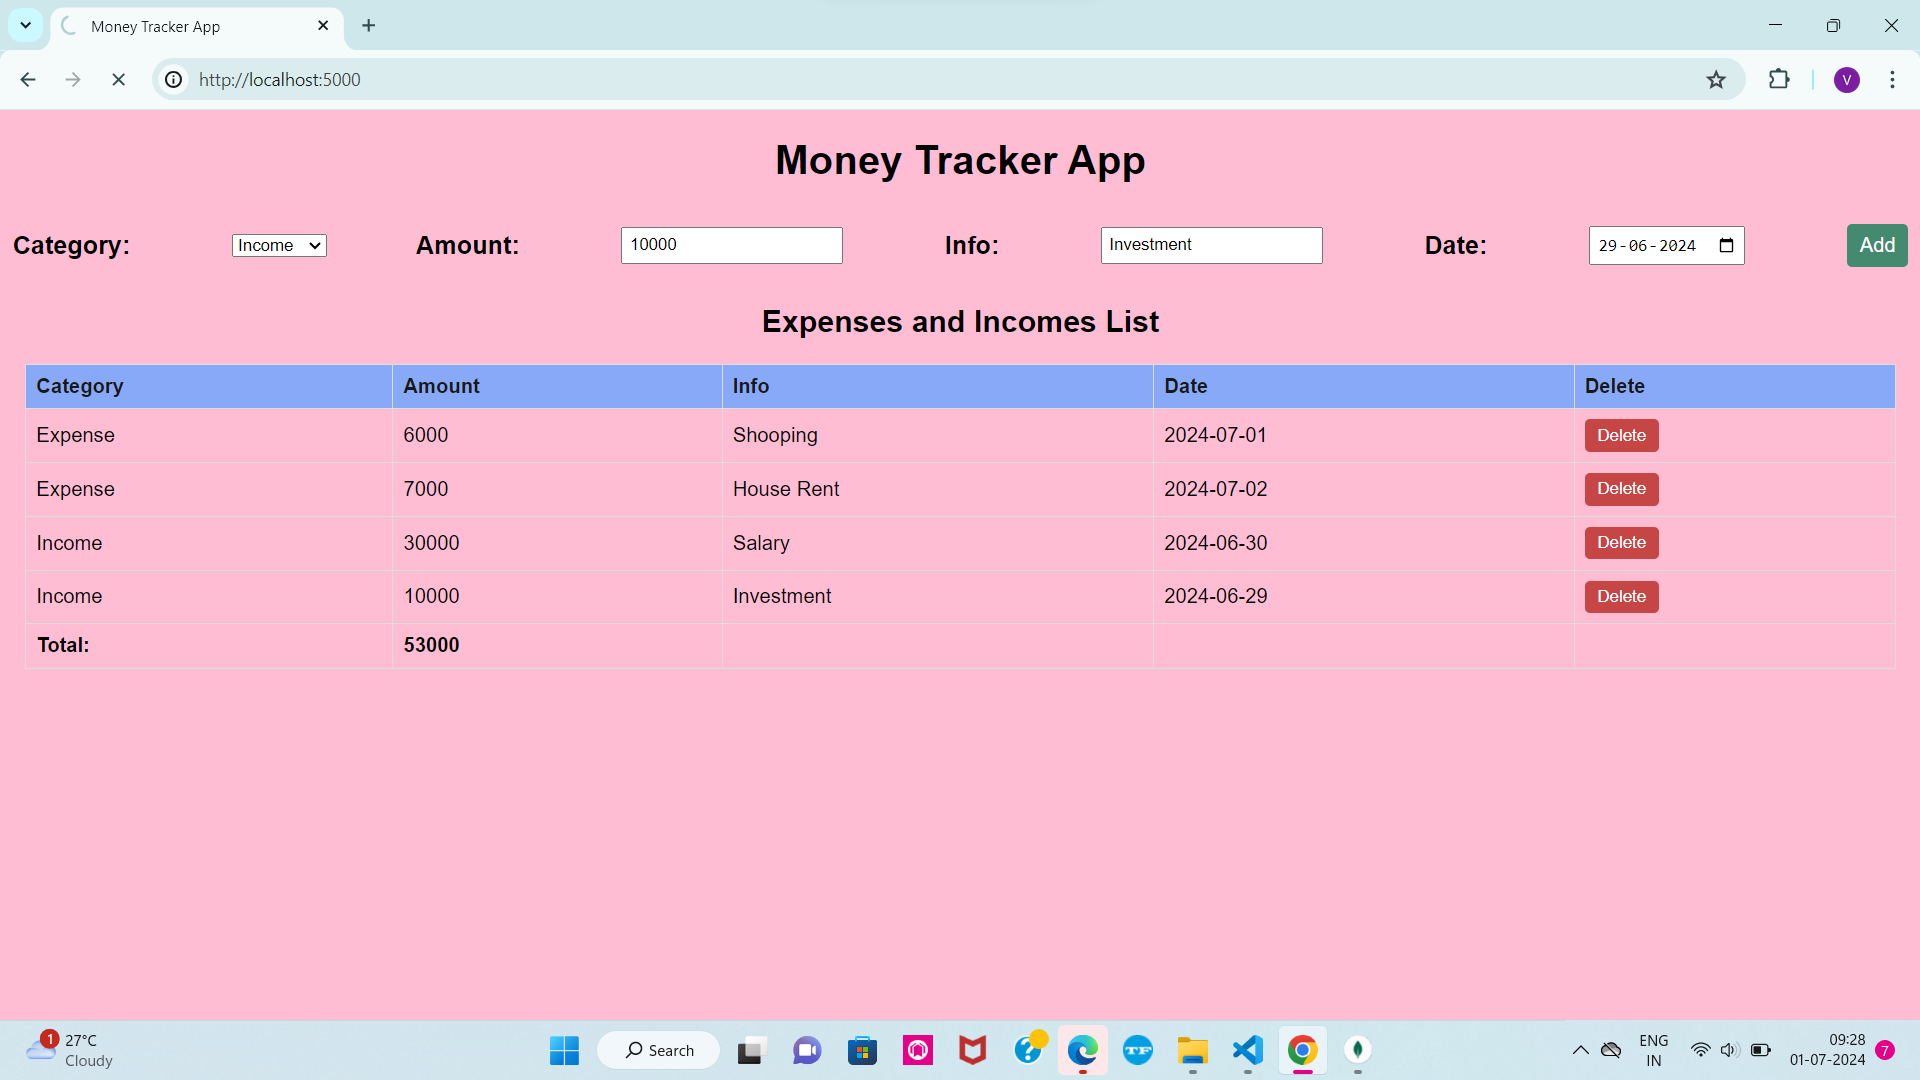 Money Tracker App
http://localhost:5000
V
Money Tracker App
Category: Income Amount: 10000 Info: Investment Date: 29-06-2024 Add
Expenses and Incomes List
Category Amount Info Date Delete
Expense 6000 Shooping 2024-07-01 Delete
Expense 7000 House Rent 2024-07-02 Delete
Income 30000 Salary 2024-06-30 Delete
Income 10000 Investment 2024-06-29 Delete
Total: 53000
1
27°C
Cloudy
Search
?
TF
ENG
IN
09:28
01-07-2024
7